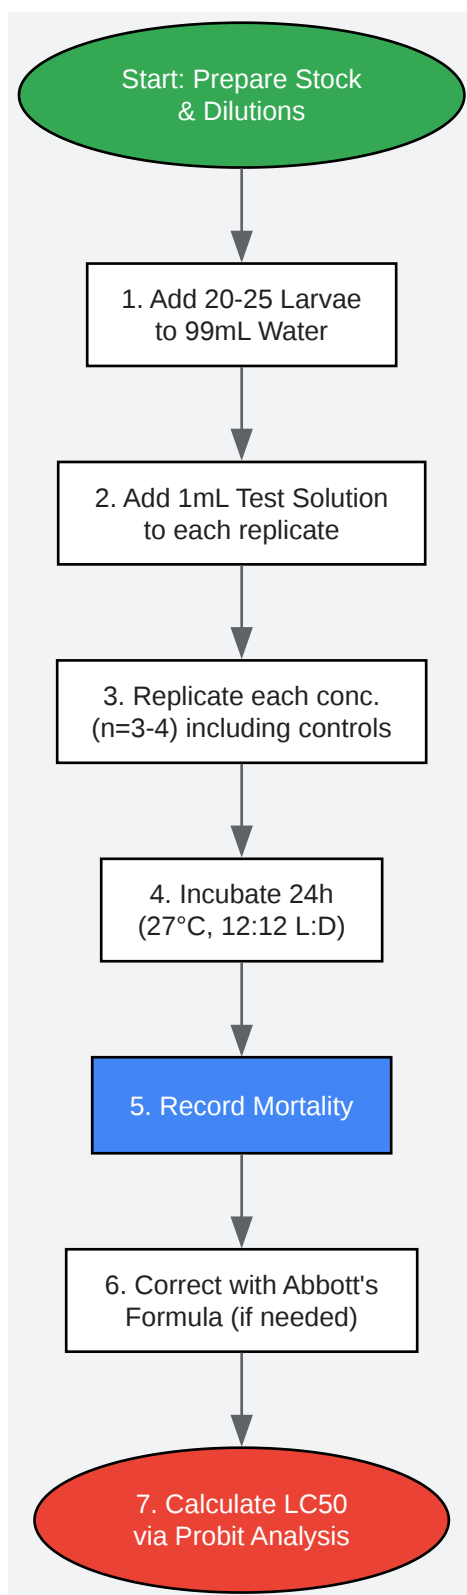 Start: Prepare Stock
& Dilutions
1. Add 20-25 Larvae
to 99mL Water
2. Add 1mL Test Solution
to each replicate
3. Replicate each conc.
(n=3-4) including controls
4. Incubate 24h
(27°C, 12:12 L:D)
5. Record Mortality
6. Correct with Abbott's
Formula (if needed)
7. Calculate LC50
via Probit Analysis